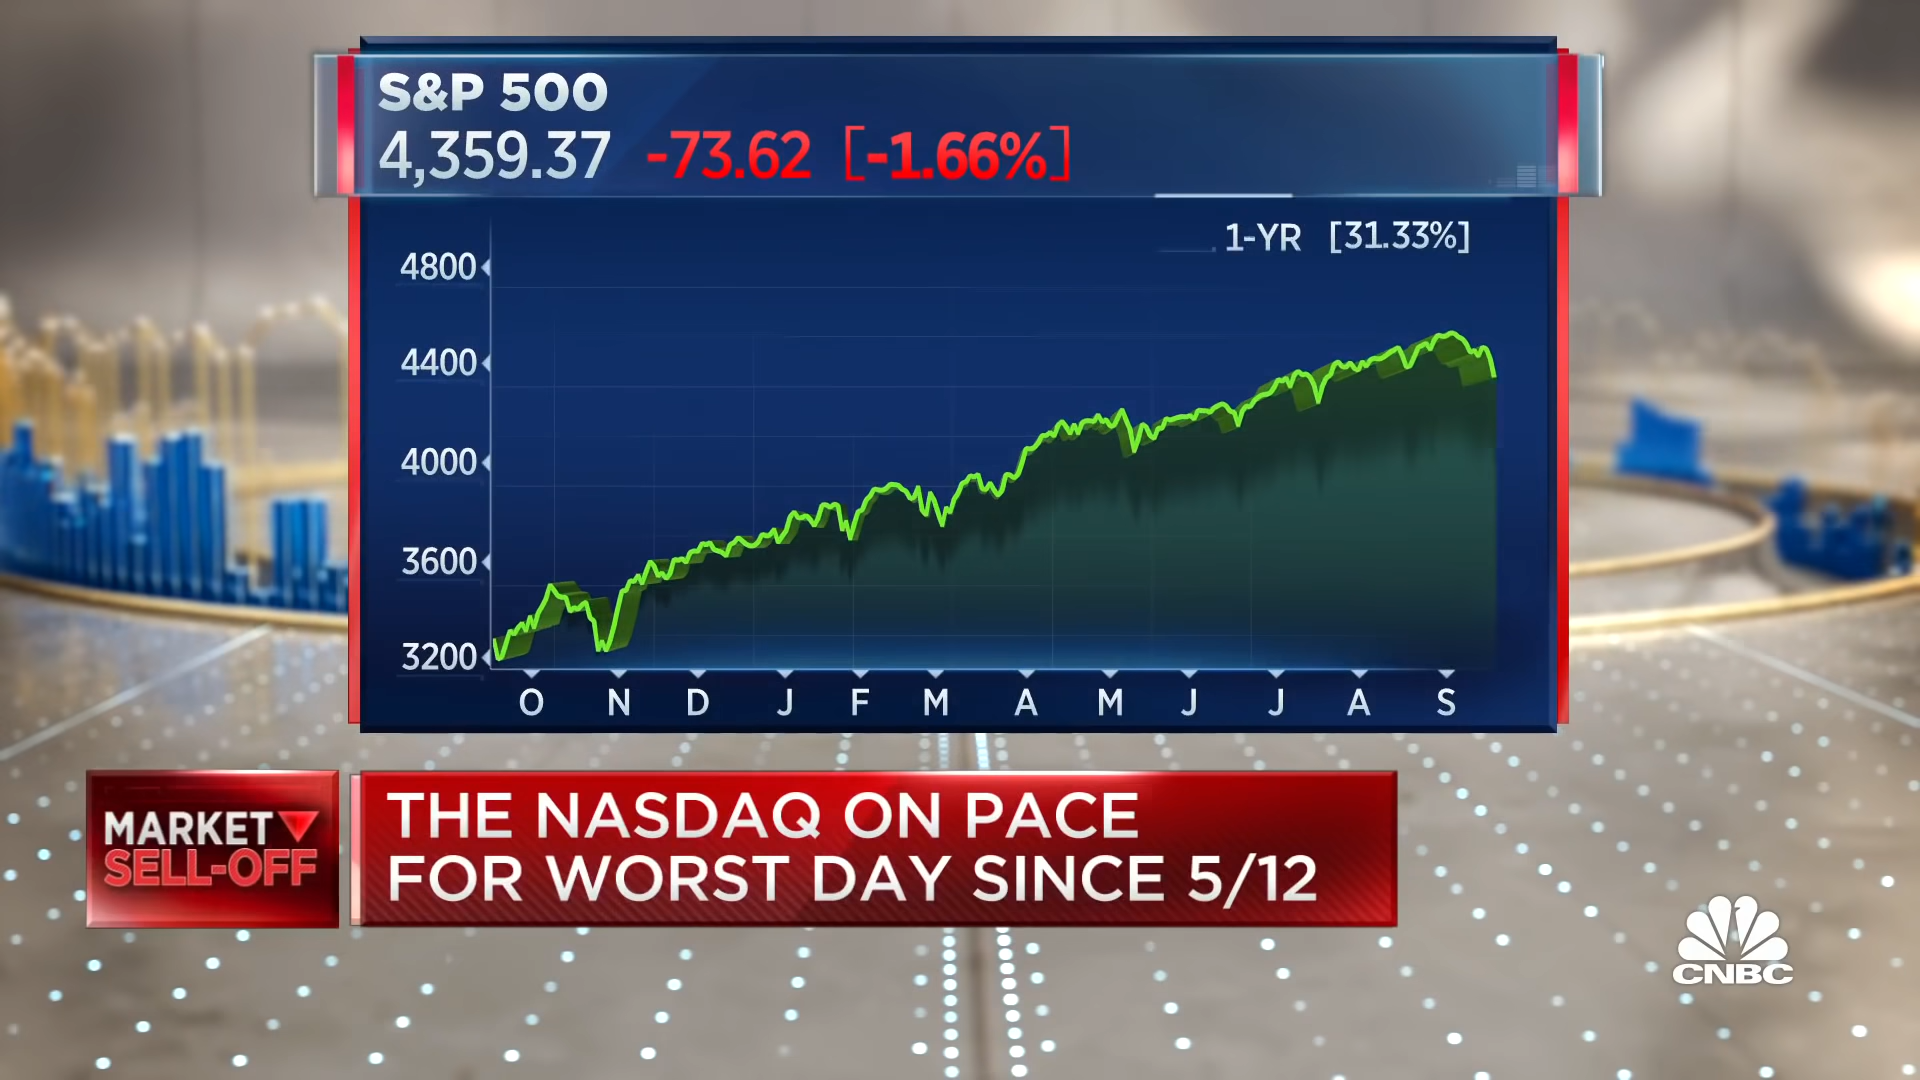 S&P 500
4,359.37 -73.62 [-1.66%]
1-YR [31.33%]
4800
4400
4000
3600
3200
O N D J F M A M J J A S
MARKET
SELL-OFF
THE NASDAQ ON PACE
FOR WORST DAY SINCE 5/12
CNBC